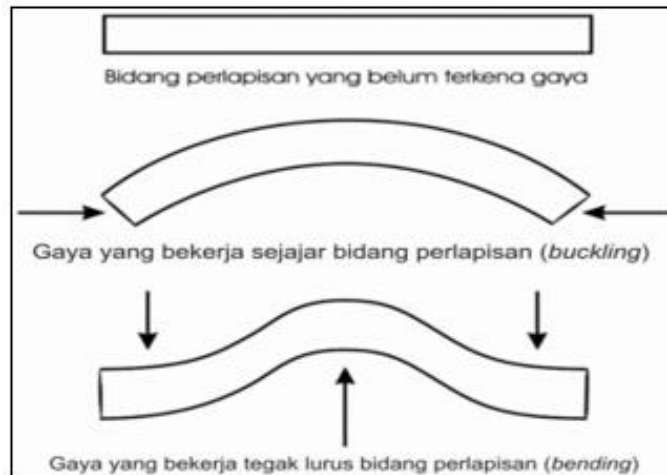 Bidang perlapisan yang belum terkena gaya
Gaya yang bekerja sejajar bidang perlapisan (buckling)
Gaya yang bekerja tegak lurus bidang perlapisan (bending)